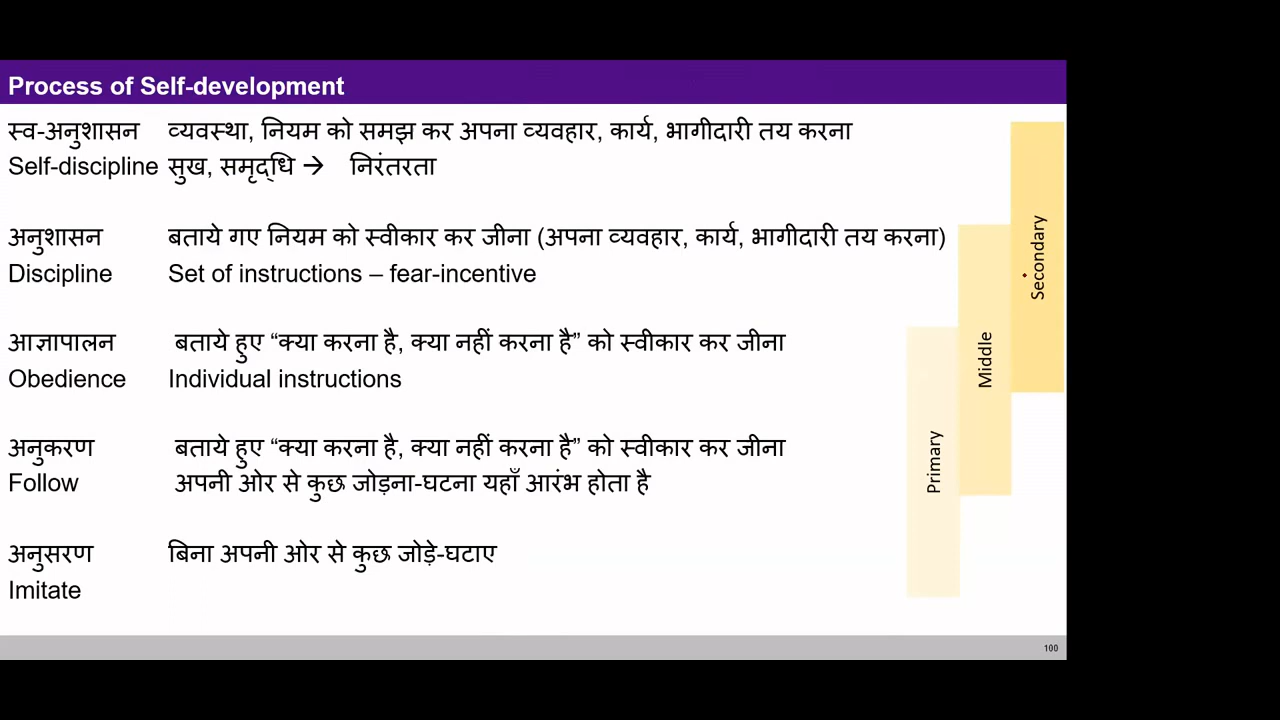 Process of Self-development
स्व-अनुशासन व्यवस्था, नियम को समझ कर अपना व्यवहार, कार्य, भागीदारी तय करना
Self-discipline सुख, समृद्धि → निरंतरता
अनुशासन बताये गए नियम को स्वीकार कर जीना (अपना व्यवहार, कार्य, भागीदारी तय करना)
Discipline Set of instructions – fear-incentive
आज्ञापालन बताये हुए “क्या करना है, क्या नहीं करना है” को स्वीकार कर जीना
Obedience Individual instructions
अनुकरण बताये हुए “क्या करना है, क्या नहीं करना है” को स्वीकार कर जीना
Follow अपनी ओर से कुछ जोड़ना-घटना यहाँ आरंभ होता है
अनुसरण बिना अपनी ओर से कुछ जोड़े-घटाए
Imitate
Primary
Middle
Secondary
100